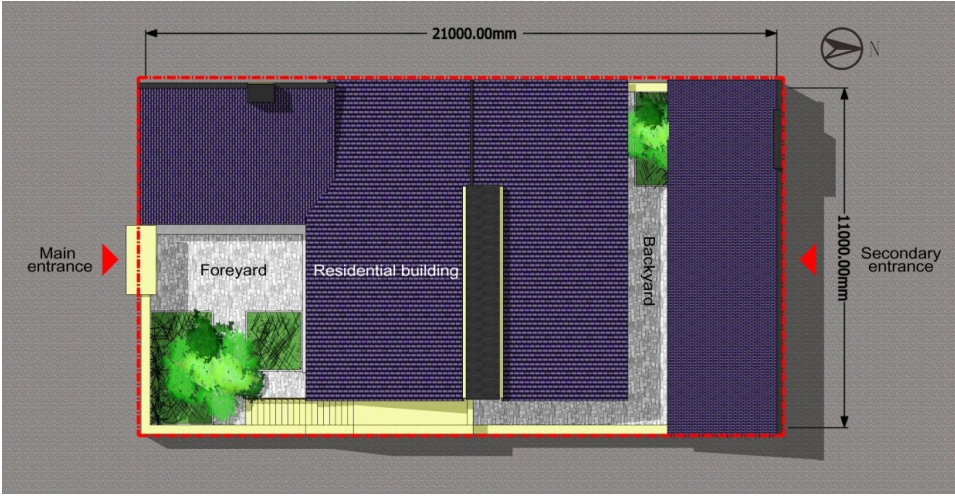 21000.00mm
N
Main
entrance
Foreyard
Residential building
Backyard
11000.00mm
Secondary
entrance